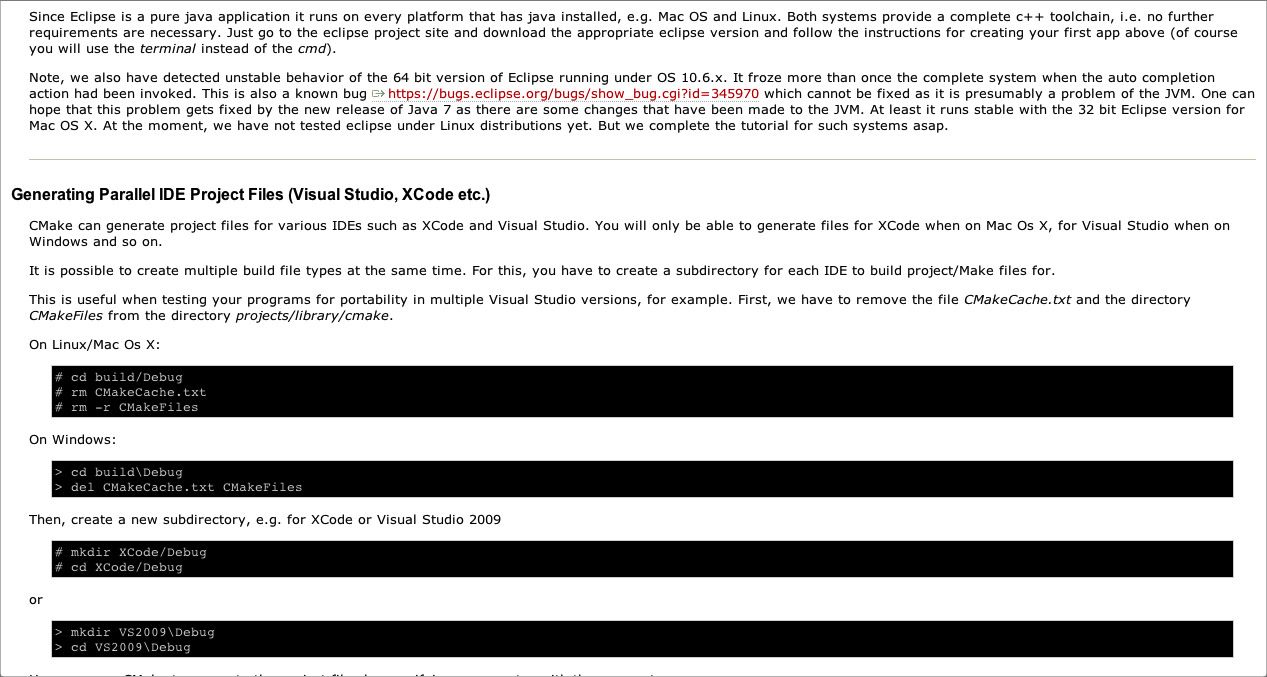 Since Eclipse is a pure java application it runs on every platform that has java installed, e.g. Mac OS and Linux. Both systems provide a complete c++ toolchain, i.e. no further
requirements are necessary. Just go to the eclipse project site and download the appropriate eclipse version and follow the instructions for creating your first app above (of course
you will use the terminal instead of the cmd).
Note, we also have detected unstable behavior of the 64 bit version of Eclipse running under OS 10.6.x. It froze more than once the complete system when the auto completion
action had been invoked. This is also a known bug https://bugs.eclipse.org/bugs/show_bug.cgi?id=345970 which cannot be fixed as it is presumably a problem of the JVM. One can
hope that this problem gets fixed by the new release of Java 7 as there are some changes that have been made to the JVM. At least it runs stable with the 32 bit Eclipse version for
Mac OS X. At the moment, we have not tested eclipse under Linux distributions yet. But we complete the tutorial for such systems asap.
Generating Parallel IDE Project Files (Visual Studio, XCode etc.)
CMake can generate project files for various IDEs such as XCode and Visual Studio. You will only be able to generate files for XCode when on Mac Os X, for Visual Studio when on
Windows and so on.
It is possible to create multiple build file types at the same time. For this, you have to create a subdirectory for each IDE to build project/Make files for.
This is useful when testing your programs for portability in multiple Visual Studio versions, for example. First, we have to remove the file CMakeCache.txt and the directory
CMakeFiles from the directory projects/library/cmake.
On Linux/Mac Os X:
# cd build/Debug
# rm CMakeCache.txt
# rm -r CMakeFiles
On Windows:
> cd build\Debug
> del CMakeCache.txt CMakeFiles
Then, create a new subdirectory, e.g. for XCode or Visual Studio 2009
# mkdir XCode/Debug
# cd XCode/Debug
or
> mkdir VS2009\Debug
> cd VS2009\Debug